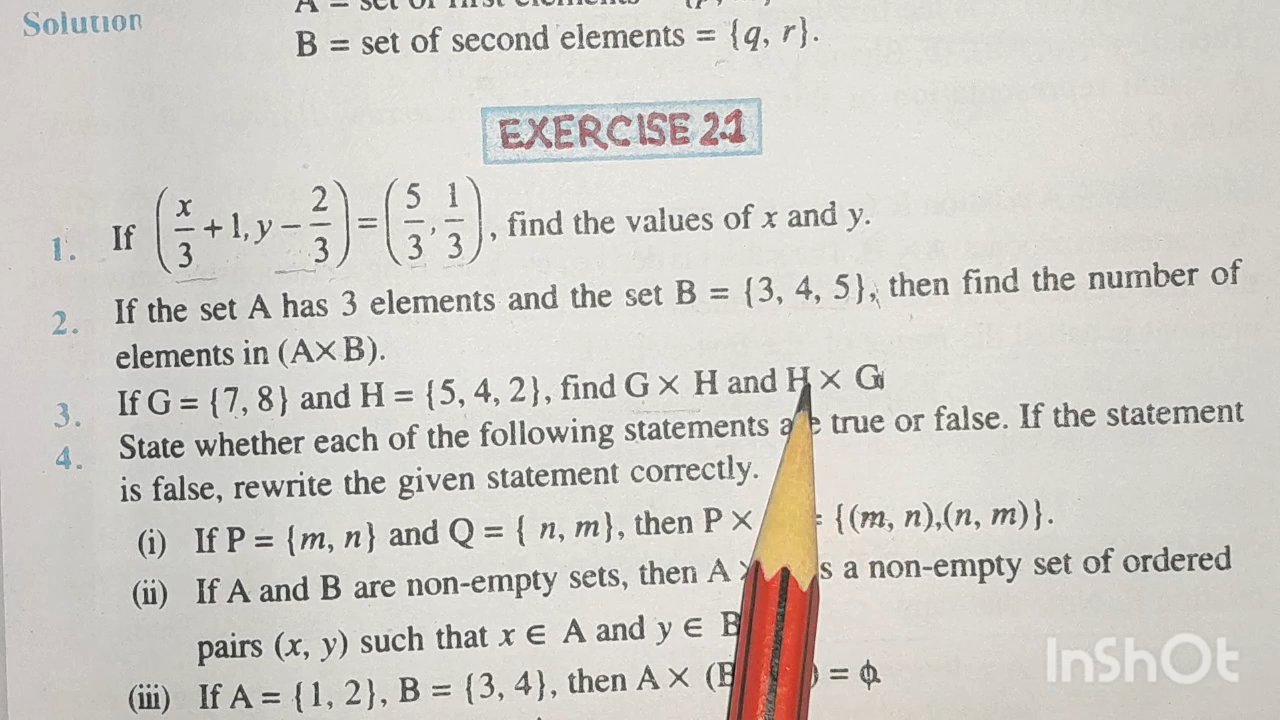 Solution
B = set of second elements = {q, r}.
EXERCISE 2.1
1. If (x/3 + 1, y − 2/3) = (5/3, 1/3), find the values of x and y.
2. If the set A has 3 elements and the set B = {3, 4, 5}, then find the number of
elements in (A×B).
3. If G = {7, 8} and H = {5, 4, 2}, find G × H and H × G
4. State whether each of the following statements are true or false. If the statement
is false, rewrite the given statement correctly.
(i) If P = {m, n} and Q = { n, m}, then P × = {(m, n),(n, m)}.
(ii) If A and B are non-empty sets, then A × s a non-empty set of ordered
pairs (x, y) such that x ∈ A and y ∈ B
(iii) If A = {1, 2}, B = {3, 4}, then A × (B ) = ϕ
InShOt